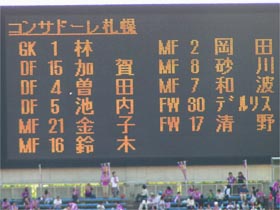 コンサドーレ札幌
GK 1 林
DF 15 加賀
DF 4 曽田
DF 5 池内
MF 21 金子
MF 16 鈴木
MF 2 岡田
MF 8 砂川
MF 7 和波
FW 30 デルリス
FW 17 清野